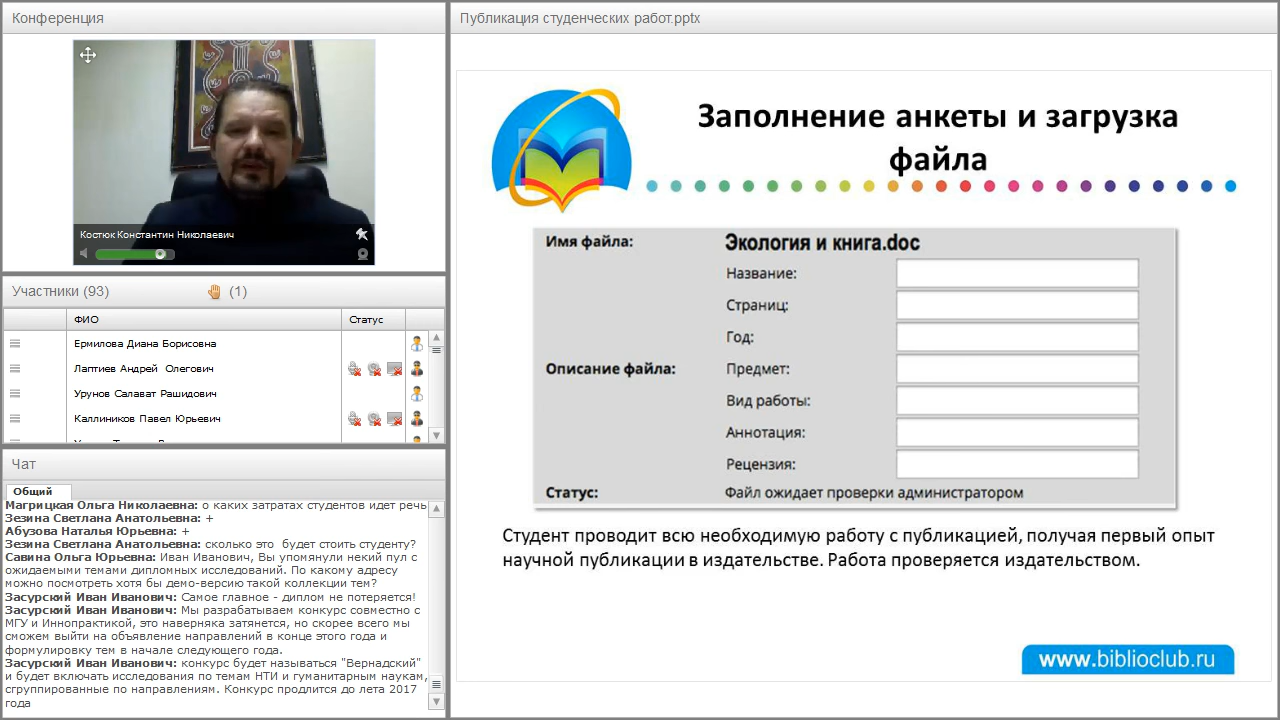 Конференция
Костюк Константин Николаевич
Участники (93)
(1)
ФИО
Статус
Ермилова Диана Борисовна
Лаптиев Андрей Олегович
Урунов Салават Рашидович
Каллиников Павел Юрьевич
Чат
Общий
Магрицкая Ольга Николаевна: о каких затратах студентов идет речь
Зезина Светлана Анатольевна: +
Абузова Наталья Юрьевна: +
Зезина Светлана Анатольевна: сколько это будет стоить студенту?
Савина Ольга Юрьевна: Иван Иванович, Вы упомянули некий пул с
ожидаемыми темами дипломных исследований. По какому адресу
можно посмотреть хотя бы демо-версию такой коллекции тем?
Засурский Иван Иванович: Самое главное - диплом не потеряется!
Засурский Иван Иванович: Мы разрабатываем конкурс совместно с
МГУ и Иннопрактикой, это наверняка затянется, но скорее всего мы
сможем выйти на объявление направлений в конце этого года и
формулировку тем в начале следующего года.
Засурский Иван Иванович: конкурс будет называться "Вернадский"
и будет включать исследования по темам НТИ и гуманитарным наукам,
сгруппированные по направлениям. Конкурс продлится до лета 2017
года
Публикация студенческих работ.pptx
Заполнение анкеты и загрузка
файла
Имя файла: Экология и книга.doc
Название:
Страниц:
Год:
Описание файла: Предмет:
Вид работы:
Аннотация:
Рецензия:
Статус: Файл ожидает проверки администратором
Студент проводит всю необходимую работу с публикацией, получая первый опыт
научной публикации в издательстве. Работа проверяется издательством.
www.biblioclub.ru